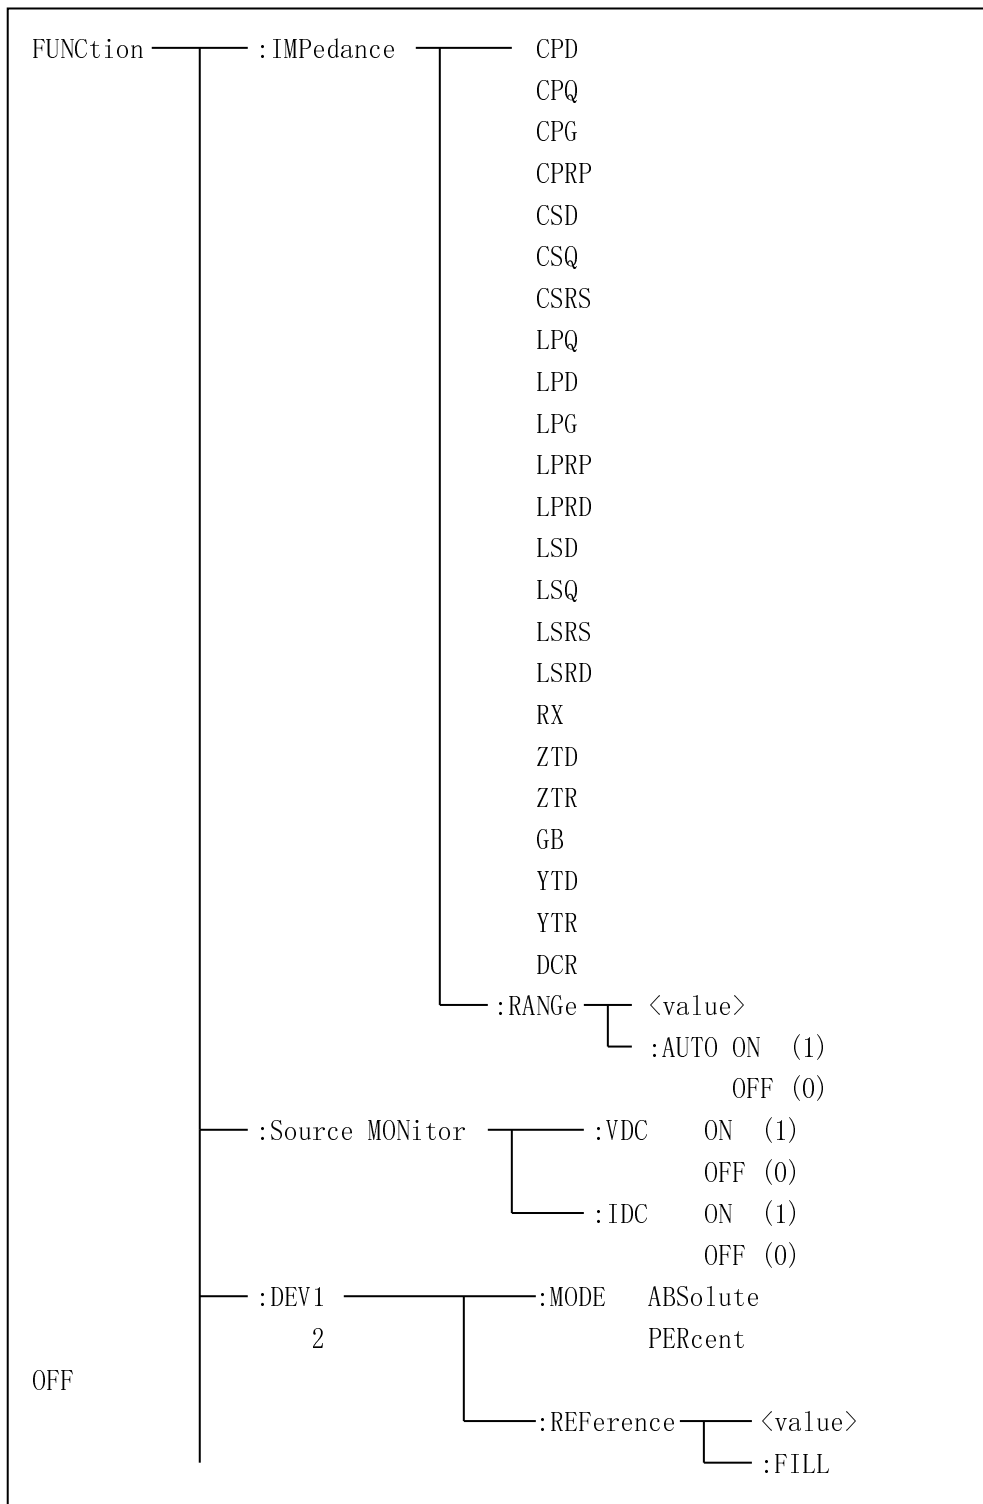 FUNCtion :IMPedance CPD
CPQ
CPG
CPRP
CSD
CSQ
CSRS
LPQ
LPD
LPG
LPRP
LPRD
LSD
LSQ
LSRS
LSRD
RX
ZTD
ZTR
GB
YTD
YTR
DCR
:RANGe <value>
:AUTO ON (1)
OFF (0)
:Source MONitor :VDC ON (1)
OFF (0)
:IDC ON (1)
OFF (0)
:DEV1 :MODE ABSolute
2 PERcent
OFF
:REFerence <value>
:FILL